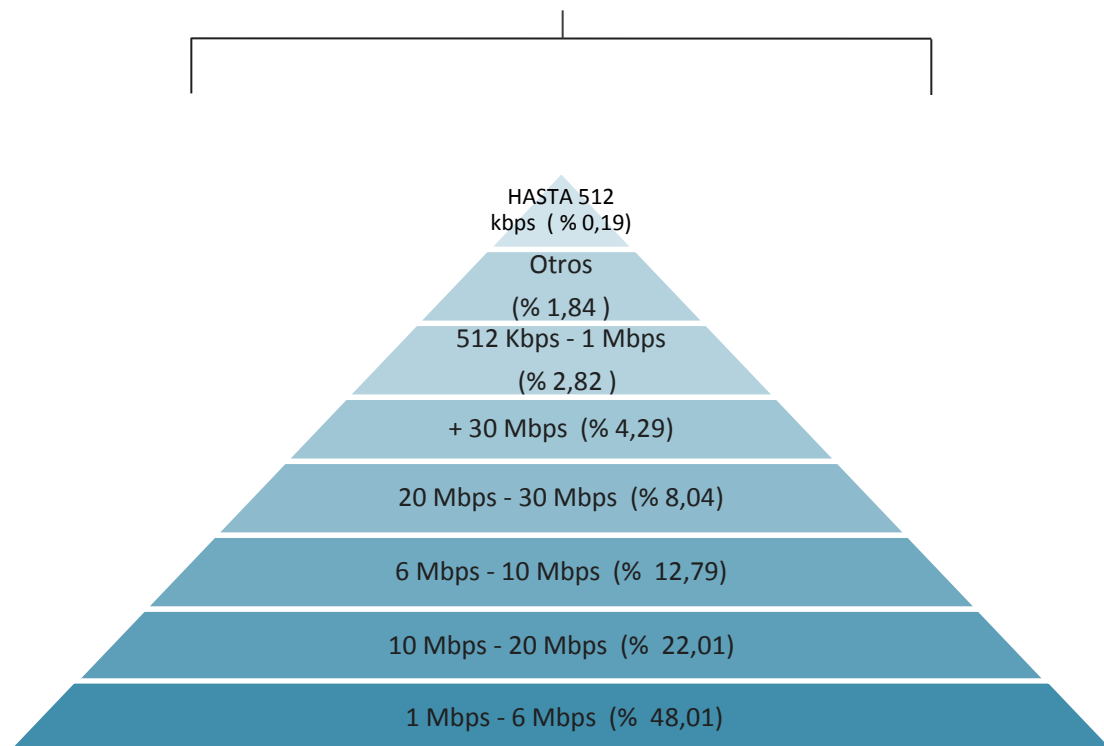 HASTA 512
kbps ( % 0,19)
Otros
(% 1,84 )
512 Kbps - 1 Mbps
(% 2,82 )
+ 30 Mbps (% 4,29)
20 Mbps - 30 Mbps (% 8,04)
6 Mbps - 10 Mbps (% 12,79)
10 Mbps - 20 Mbps (% 22,01)
1 Mbps - 6 Mbps (% 48,01)